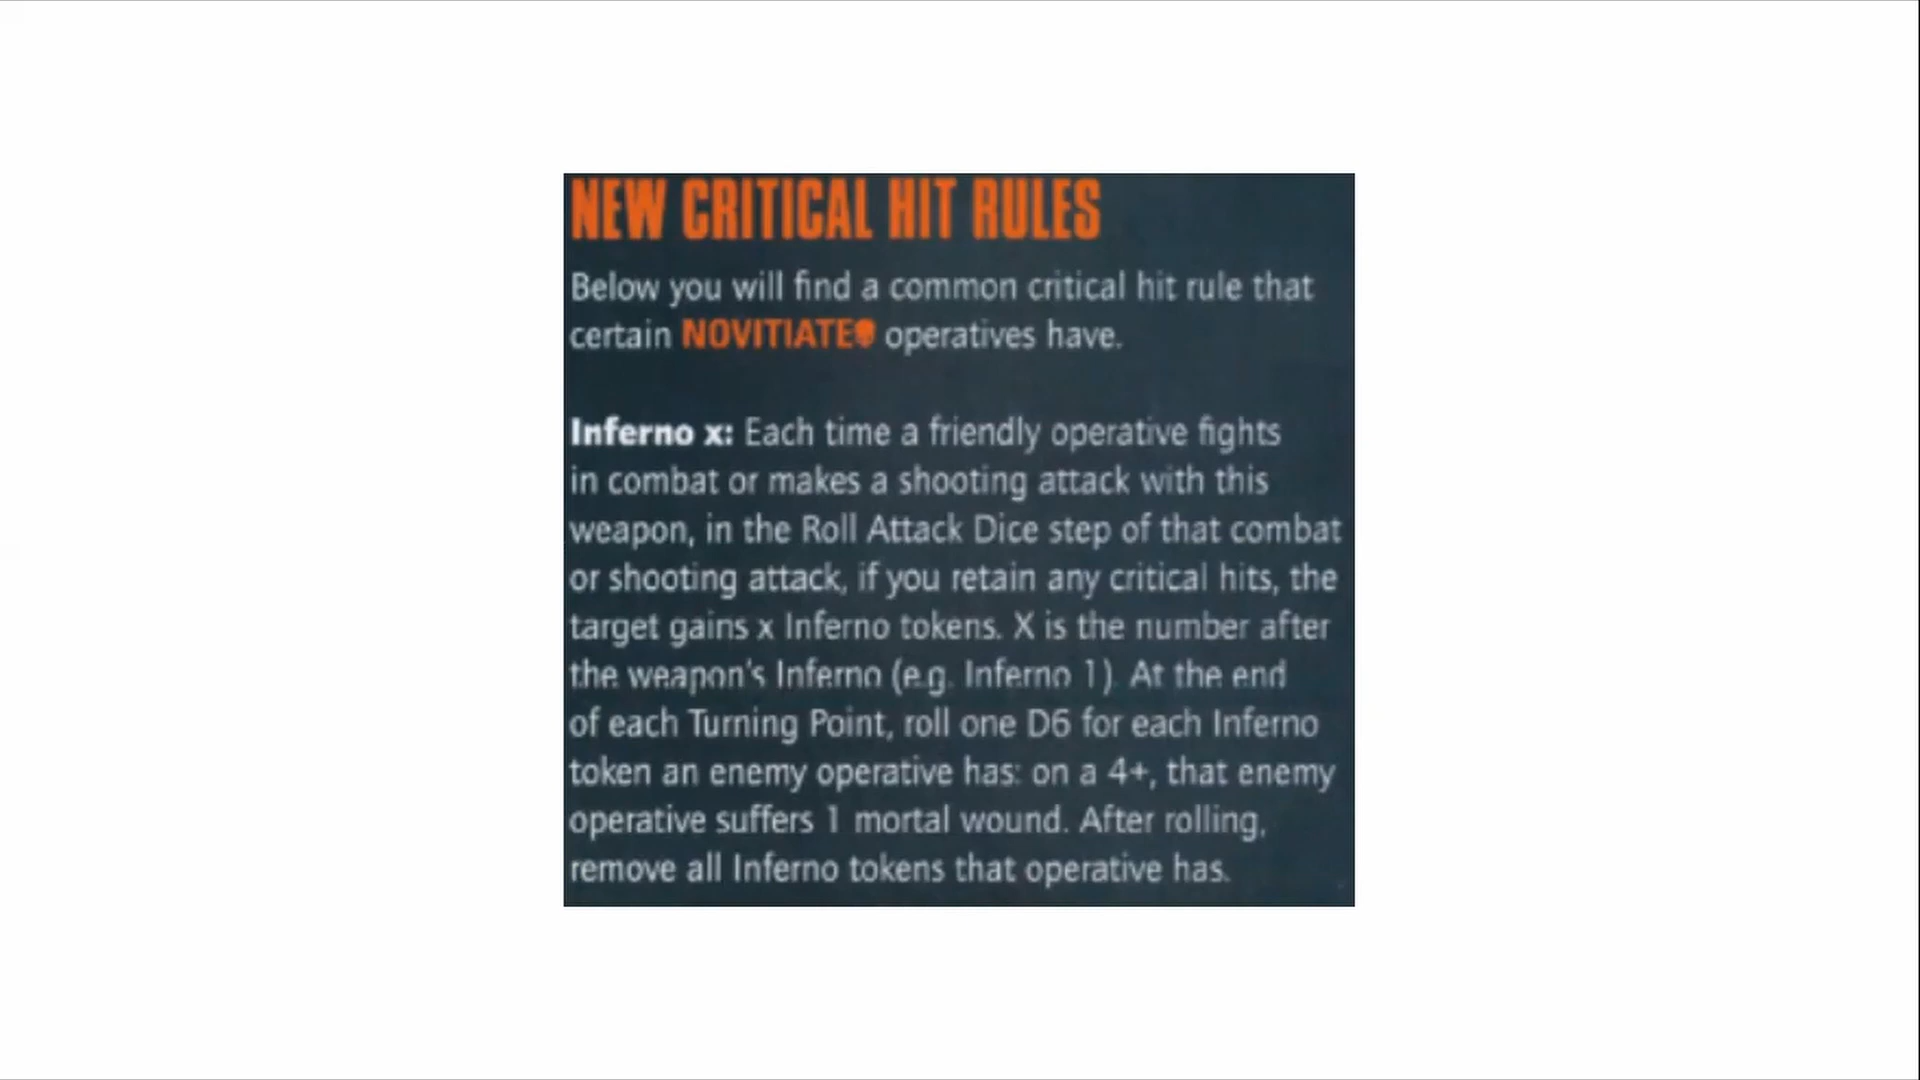 NEW CRITICAL HIT RULES
Below you will find a common critical hit rule that
certain NOVITIATE operatives have.
Inferno x: Each time a friendly operative fights
in combat or makes a shooting attack with this
weapon, in the Roll Attack Dice step of that combat
or shooting attack, if you retain any critical hits, the
target gains x Inferno tokens. X is the number after
the weapon's Inferno (e.g. Inferno 1). At the end
of each Turning Point, roll one D6 for each Inferno
token an enemy operative has: on a 4+, that enemy
operative suffers 1 mortal wound. After rolling,
remove all Inferno tokens that operative has.